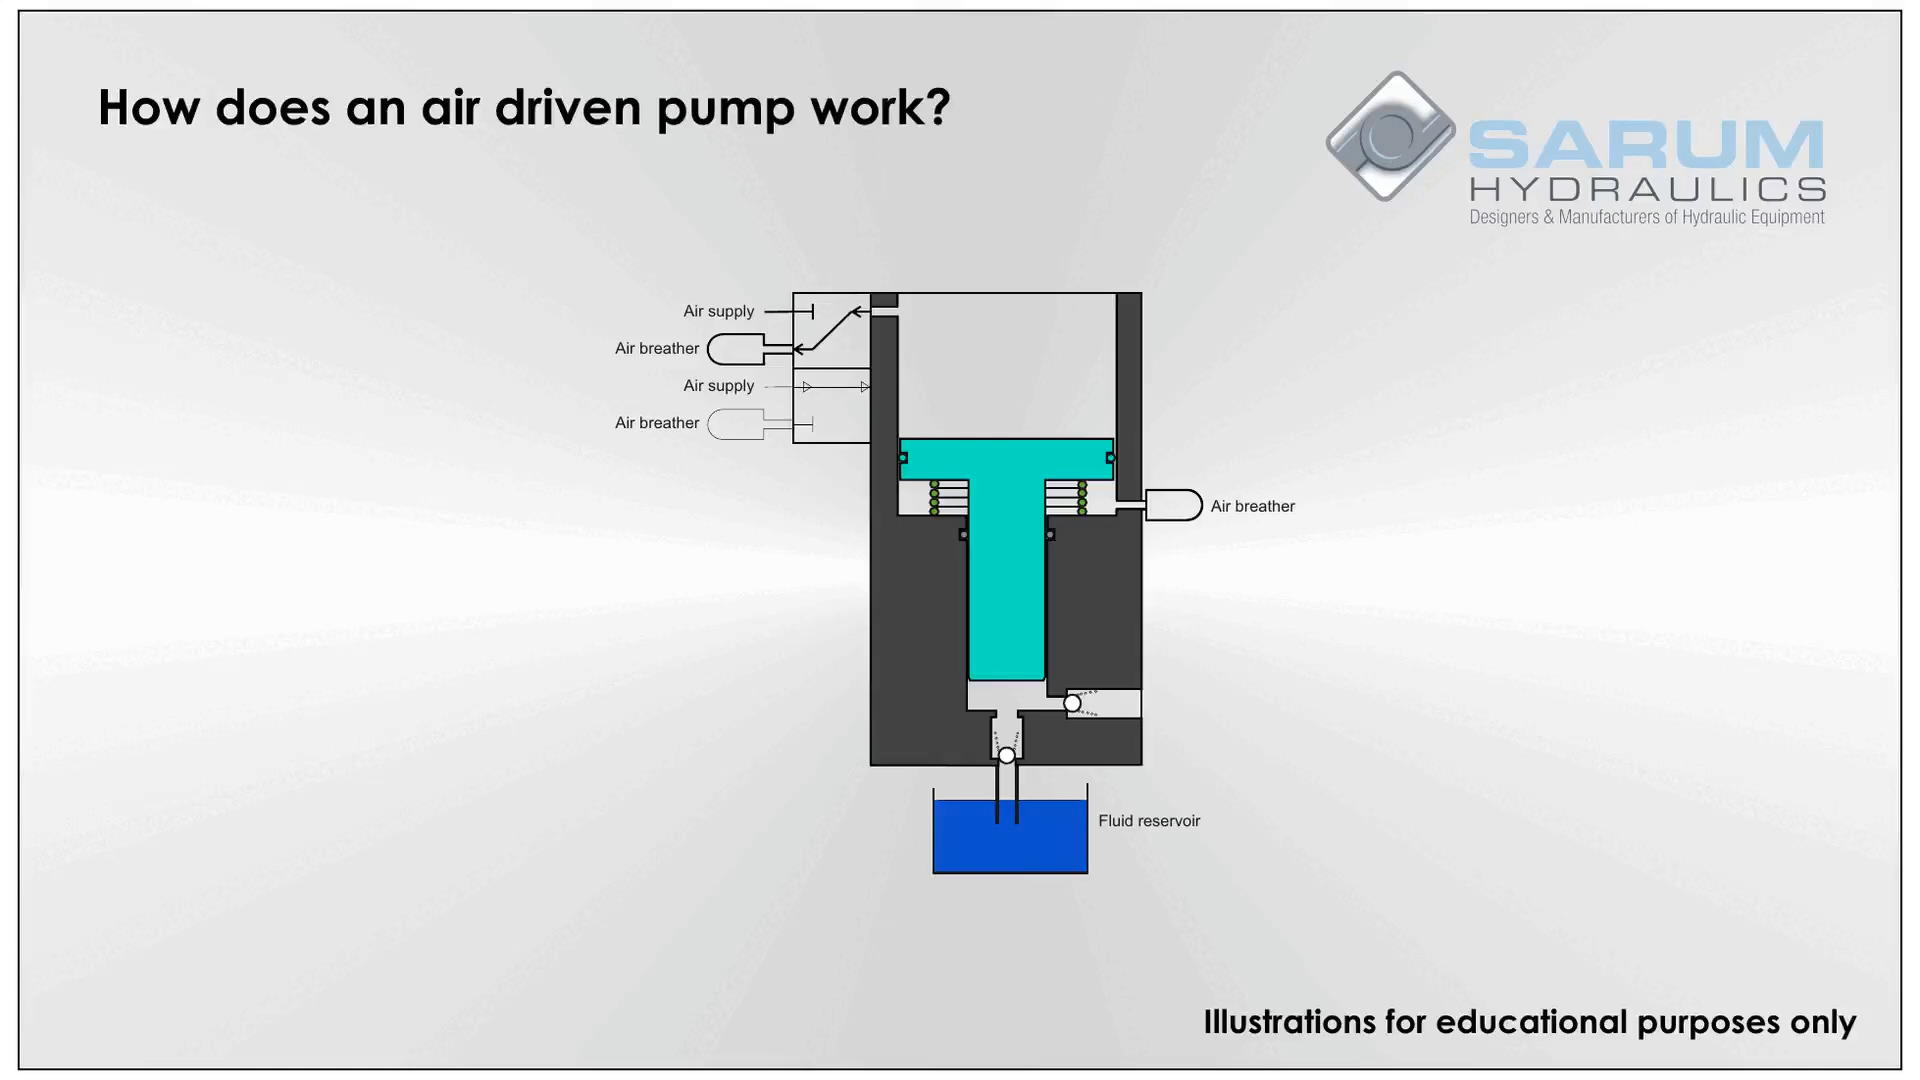 How does an air driven pump work?
SARUM
HYDRAULICS
Designers & Manufacturers of Hydraulic Equipment
Air supply
Air breather
Air supply
Air breather
Air breather
Fluid reservoir
Illustrations for educational purposes only